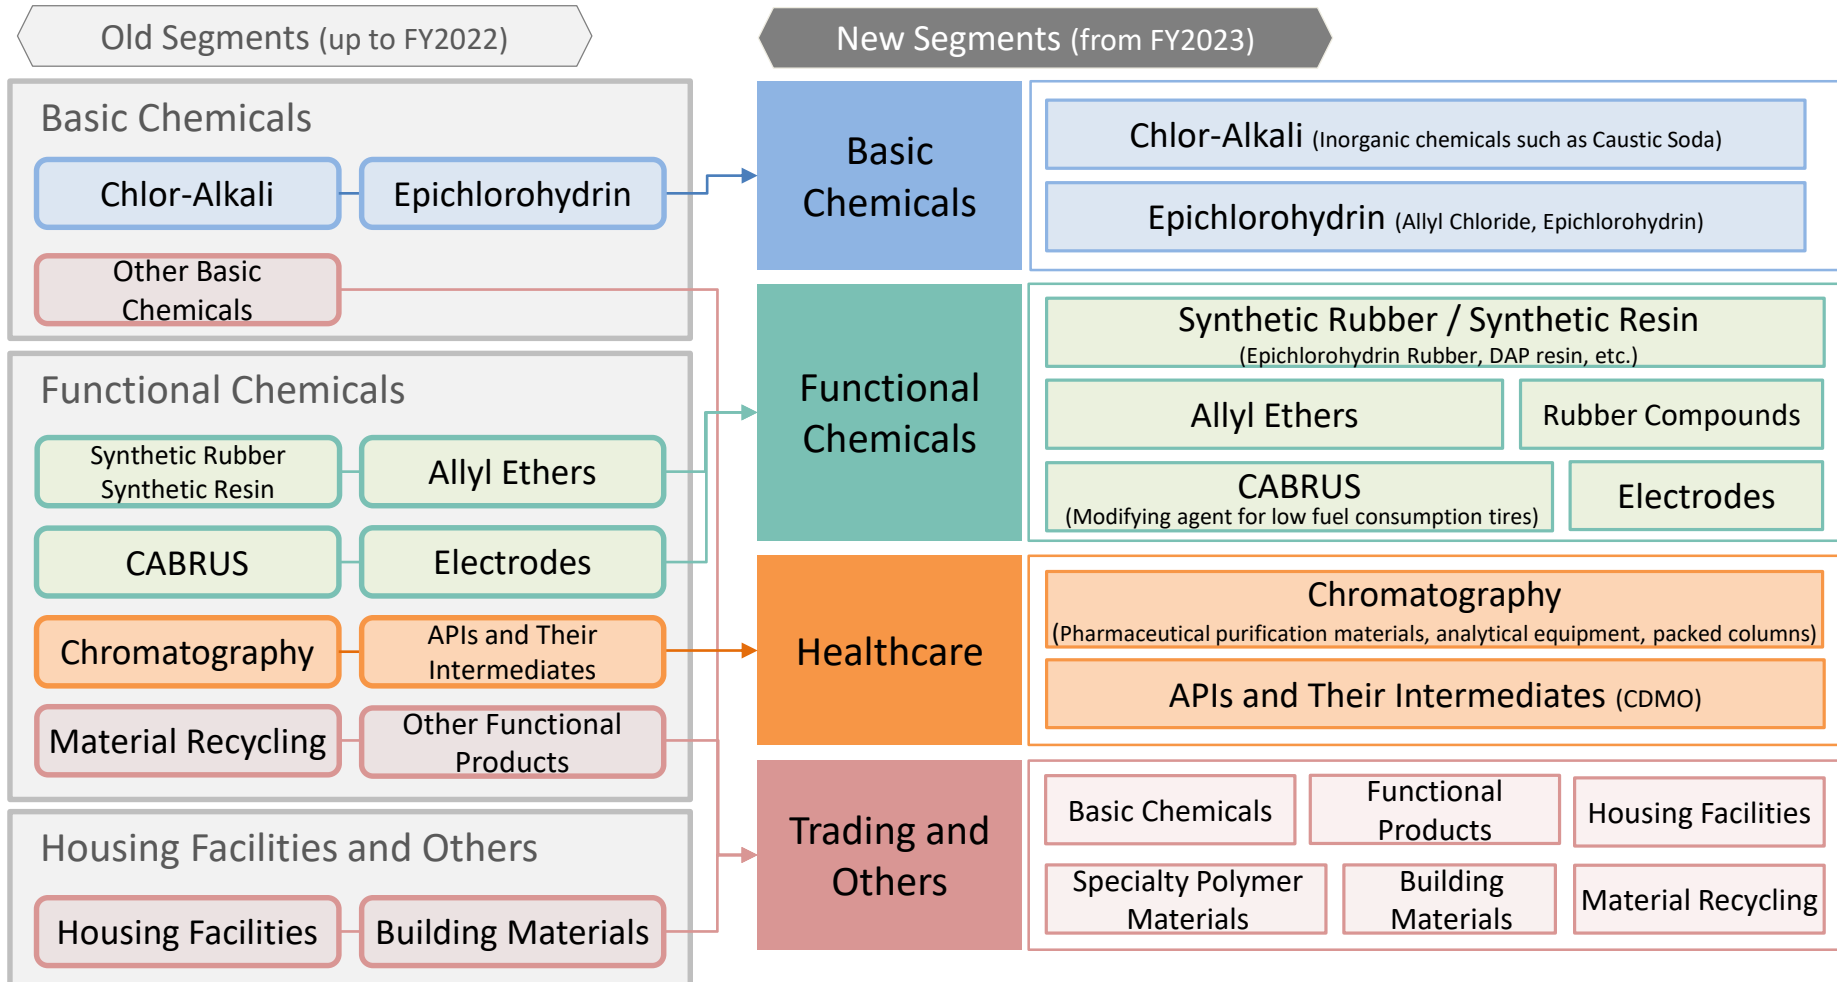 Old Segments (up to FY2022)
New Segments (from FY2023)
Basic Chemicals
Chlor-Alkali
Epichlorohydrin
Other Basic
Chemicals
Functional Chemicals
Synthetic Rubber
Synthetic Resin
Allyl Ethers
CABRUS
Electrodes
Chromatography
APIs and Their
Intermediates
Material Recycling
Other Functional
Products
Housing Facilities and Others
Housing Facilities
Building Materials
Basic
Chemicals
Chlor-Alkali (Inorganic chemicals such as Caustic Soda)
Epichlorohydrin (Allyl Chloride, Epichlorohydrin)
Functional
Chemicals
Synthetic Rubber / Synthetic Resin
(Epichlorohydrin Rubber, DAP resin, etc.)
Allyl Ethers
Rubber Compounds
CABRUS
(Modifying agent for low fuel consumption tires)
Electrodes
Healthcare
Chromatography
(Pharmaceutical purification materials, analytical equipment, packed columns)
APIs and Their Intermediates (CDMO)
Trading and
Others
Basic Chemicals
Functional
Products
Housing Facilities
Specialty Polymer
Materials
Building
Materials
Material Recycling